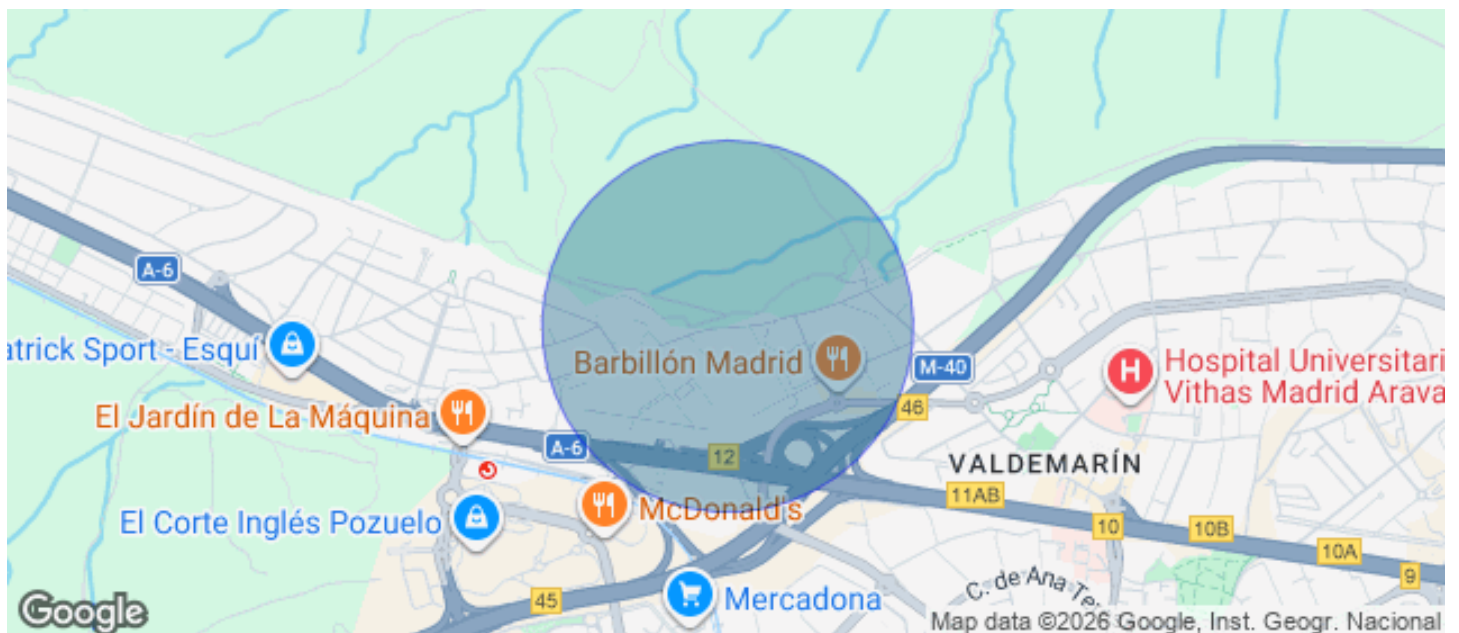 A-6
atrick Sport - Esquí
Barbillón Madrid
M-40
Hospital Universitari
Vithas Madrid Arava
El Jardín de La Máquina
46
A-6
12
VALDEMARÍN
11AB
McDonald's
El Corte Inglés Pozuelo
10
10B
10A
9
45
Mercadona
C. de Ana Te
Google
Map data ©2026 Google, Inst. Geogr. Nacional